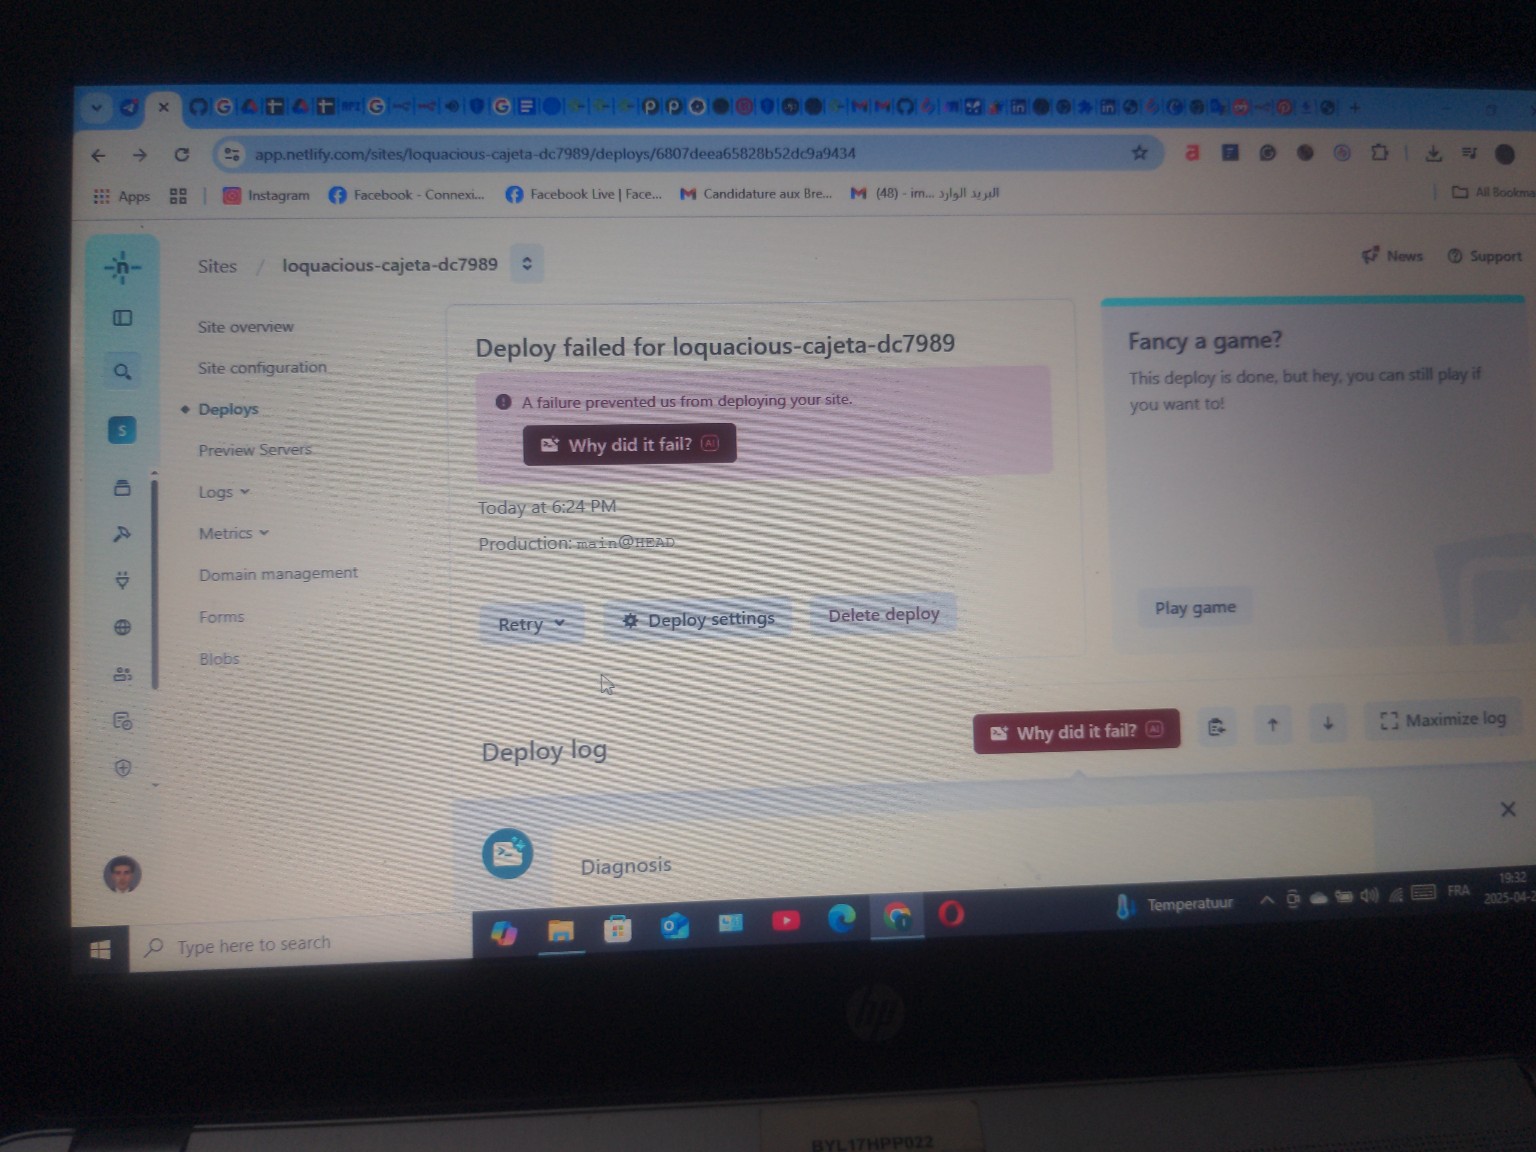 app.netlify.com/sites/loquacious-cajeta-dc7989/deploys/6807deea65828b52dc9a9434
Apps
Instagram
Facebook - Connexi...
Facebook Live | Face...
Candidature aux Bre...
(48) - im... البريد الوارد
All Bookma
Sites / loquacious-cajeta-dc7989
News
Support
Site overview
Site configuration
Deploys
Preview Servers
Logs
Metrics
Domain management
Forms
Blobs
S
Deploy failed for loquacious-cajeta-dc7989
A failure prevented us from deploying your site.
Why did it fail? AI
Today at 6:24 PM
Production: main@HEAD
Retry
Deploy settings
Delete deploy
Fancy a game?
This deploy is done, but hey, you can still play if
you want to!
Play game
Deploy log
Why did it fail? AI
Maximize log
Diagnosis
Type here to search
Temperatuur
FRA
19:32
2025-04-2
hp
BYL17HPP022